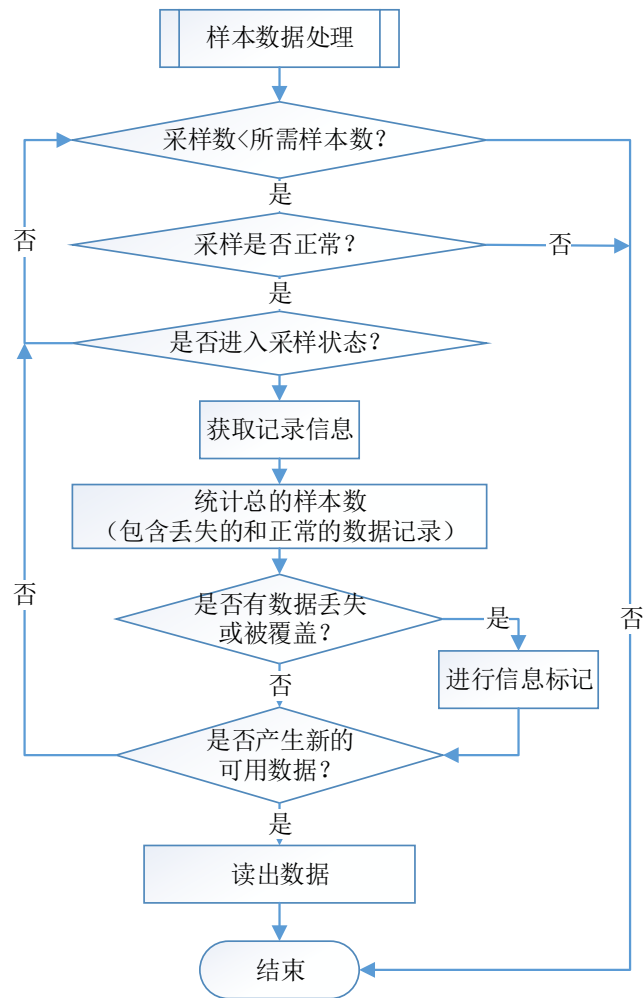 样本数据处理
采样数<所需样本数？
是
否
采样是否正常？
否
是
是否进入采样状态？
获取记录信息
统计总的样本数
（包含丢失的和正常的数据记录）
是否有数据丢失
或被覆盖？
是
否
否
进行信息标记
否
是否产生新的
可用数据？
是
读出数据
结束